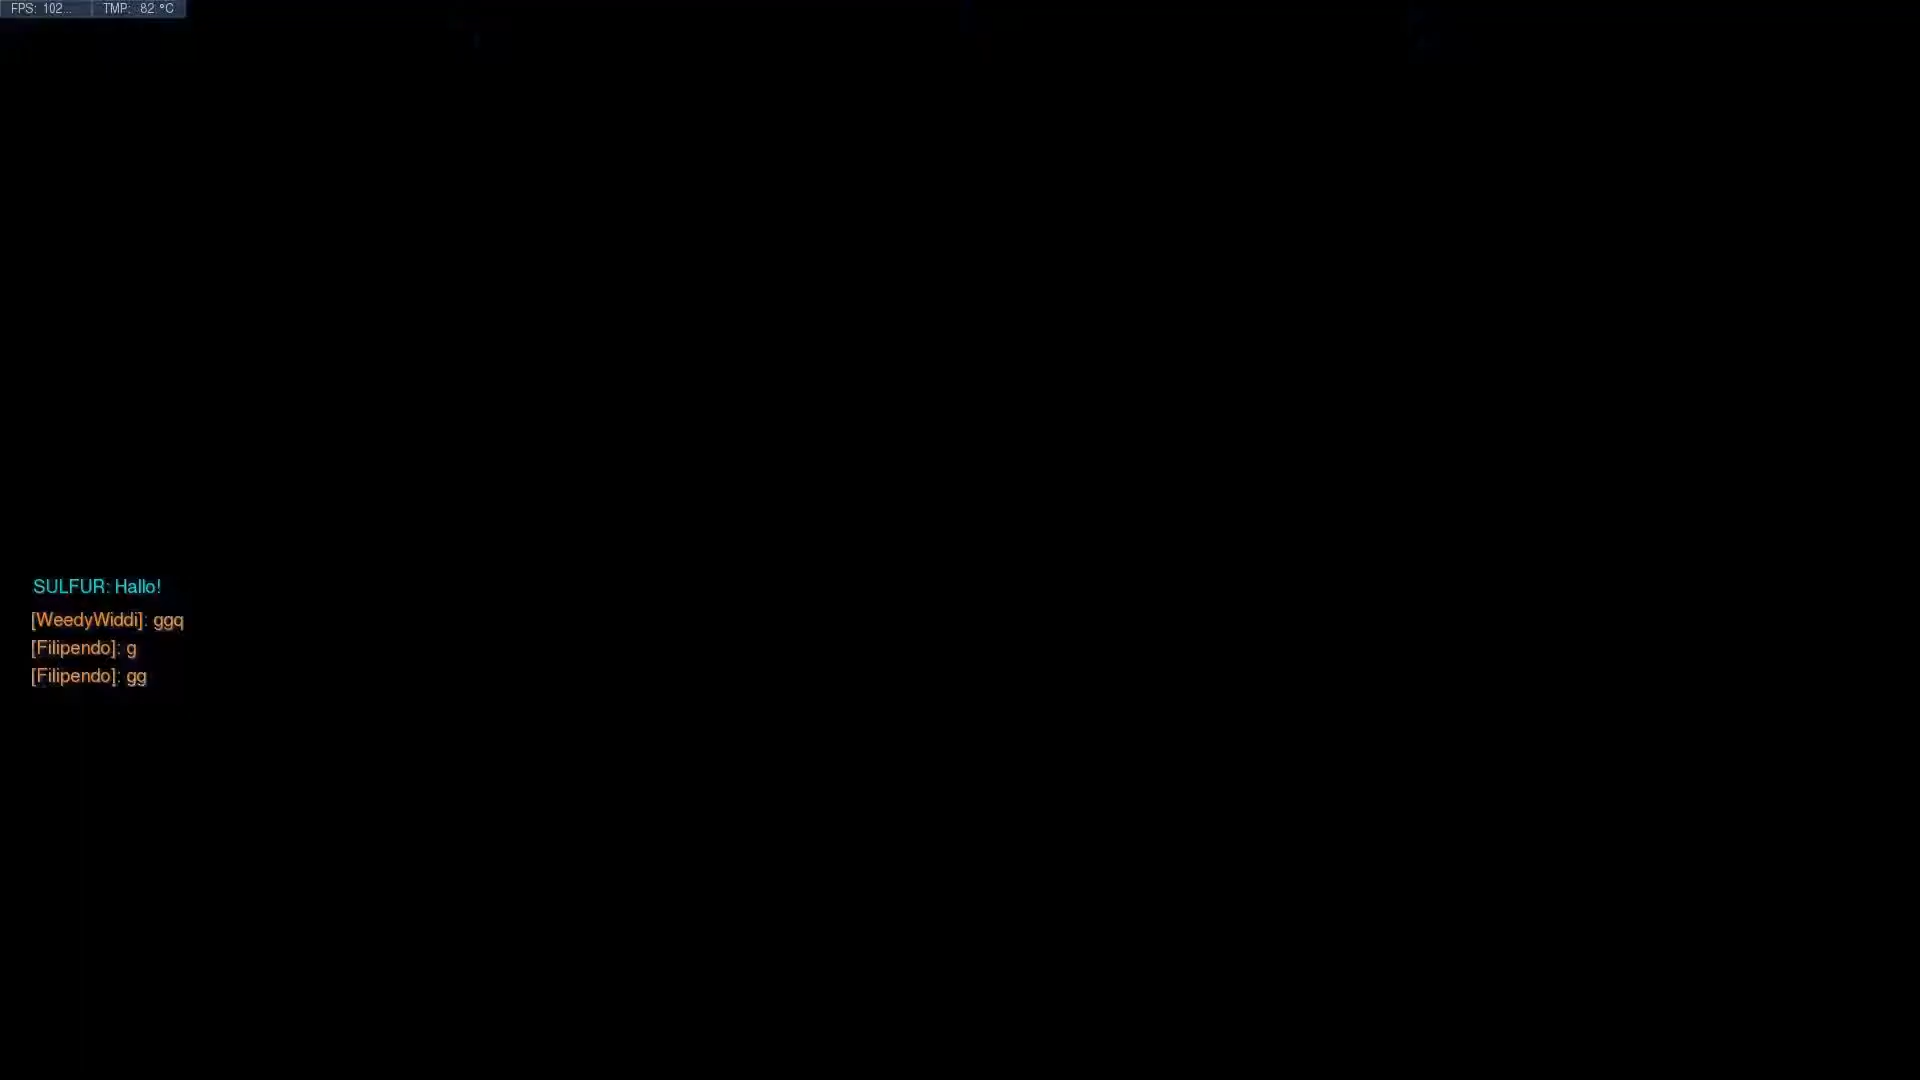 FPS: 102... TMP: 82 °C
SULFUR: Hallo!
[WeedyWiddi]: ggq
[Filipendo]: g
[Filipendo]: gg